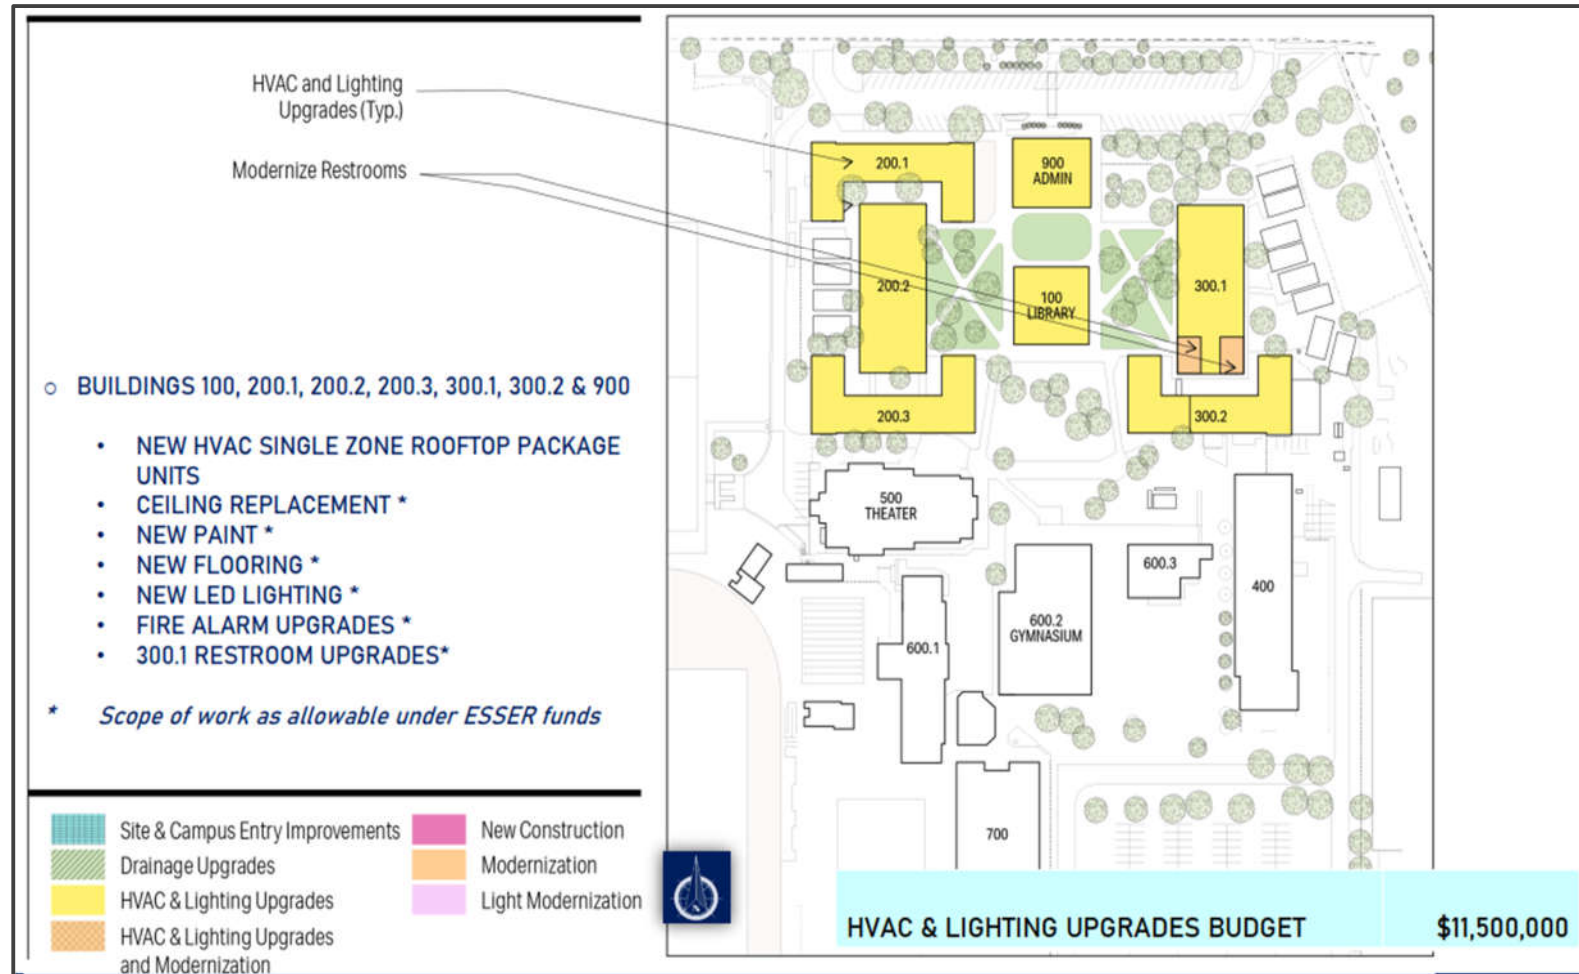 HVAC and Lighting
Upgrades (Typ.)
Modernize Restrooms
○ BUILDINGS 100, 200.1, 200.2, 200.3, 300.1, 300.2 & 900
• NEW HVAC SINGLE ZONE ROOFTOP PACKAGE
UNITS
• CEILING REPLACEMENT *
• NEW PAINT *
• NEW FLOORING *
• NEW LED LIGHTING *
• FIRE ALARM UPGRADES *
• 300.1 RESTROOM UPGRADES*
* Scope of work as allowable under ESSER funds
Site & Campus Entry Improvements
Drainage Upgrades
HVAC & Lighting Upgrades
HVAC & Lighting Upgrades
and Modernization
New Construction
Modernization
Light Modernization
200.1
900
ADMIN
200.2
100
LIBRARY
300.1
200.3
300.2
500
THEATER
600.3
400
600.2
GYMNASIUM
600.1
700
HVAC & LIGHTING UPGRADES BUDGET $11,500,000